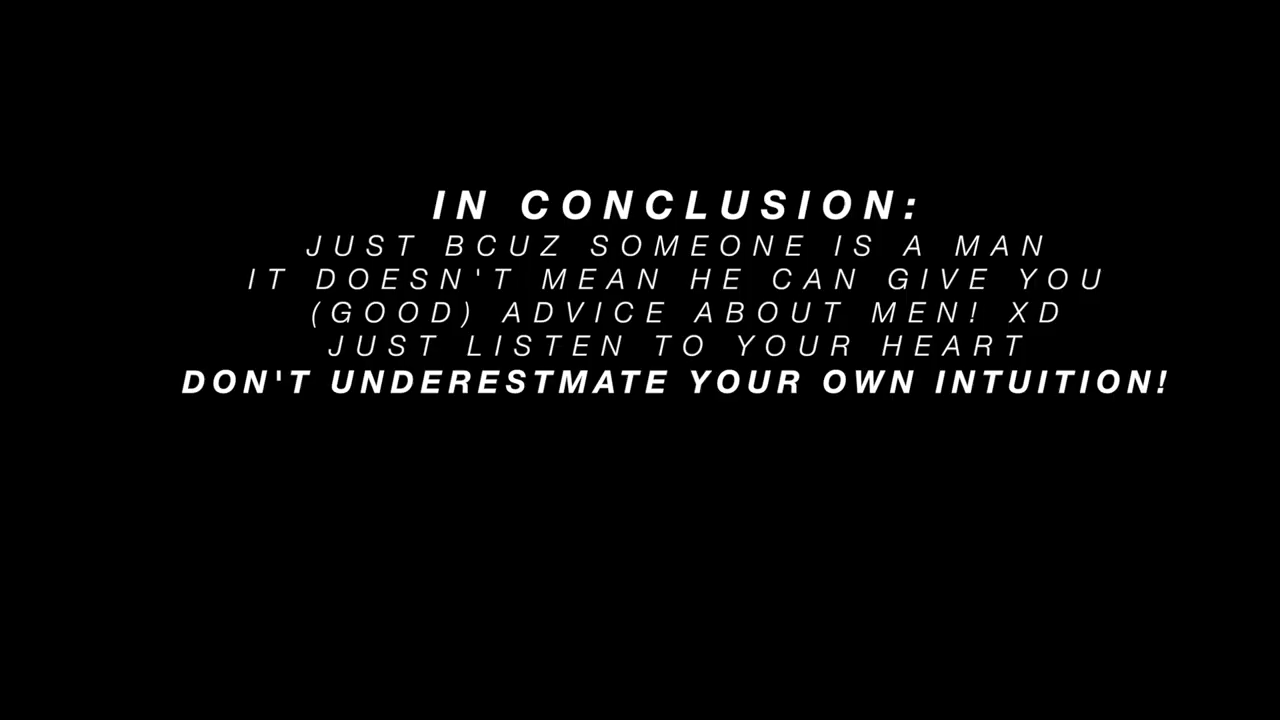 IN CONCLUSION:
JUST BCUZ SOMEONE IS A MAN
IT DOESN'T MEAN HE CAN GIVE YOU
(GOOD) ADVICE ABOUT MEN! XD
JUST LISTEN TO YOUR HEART
DON'T UNDERESTMATE YOUR OWN INTUITION!